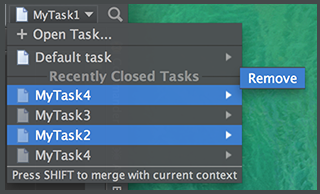 MyTask1
Open Task...
Default task
Recently Closed Tasks
Remove
MyTask4
MyTask3
MyTask2
MyTask4
Press SHIFT to merge with current context